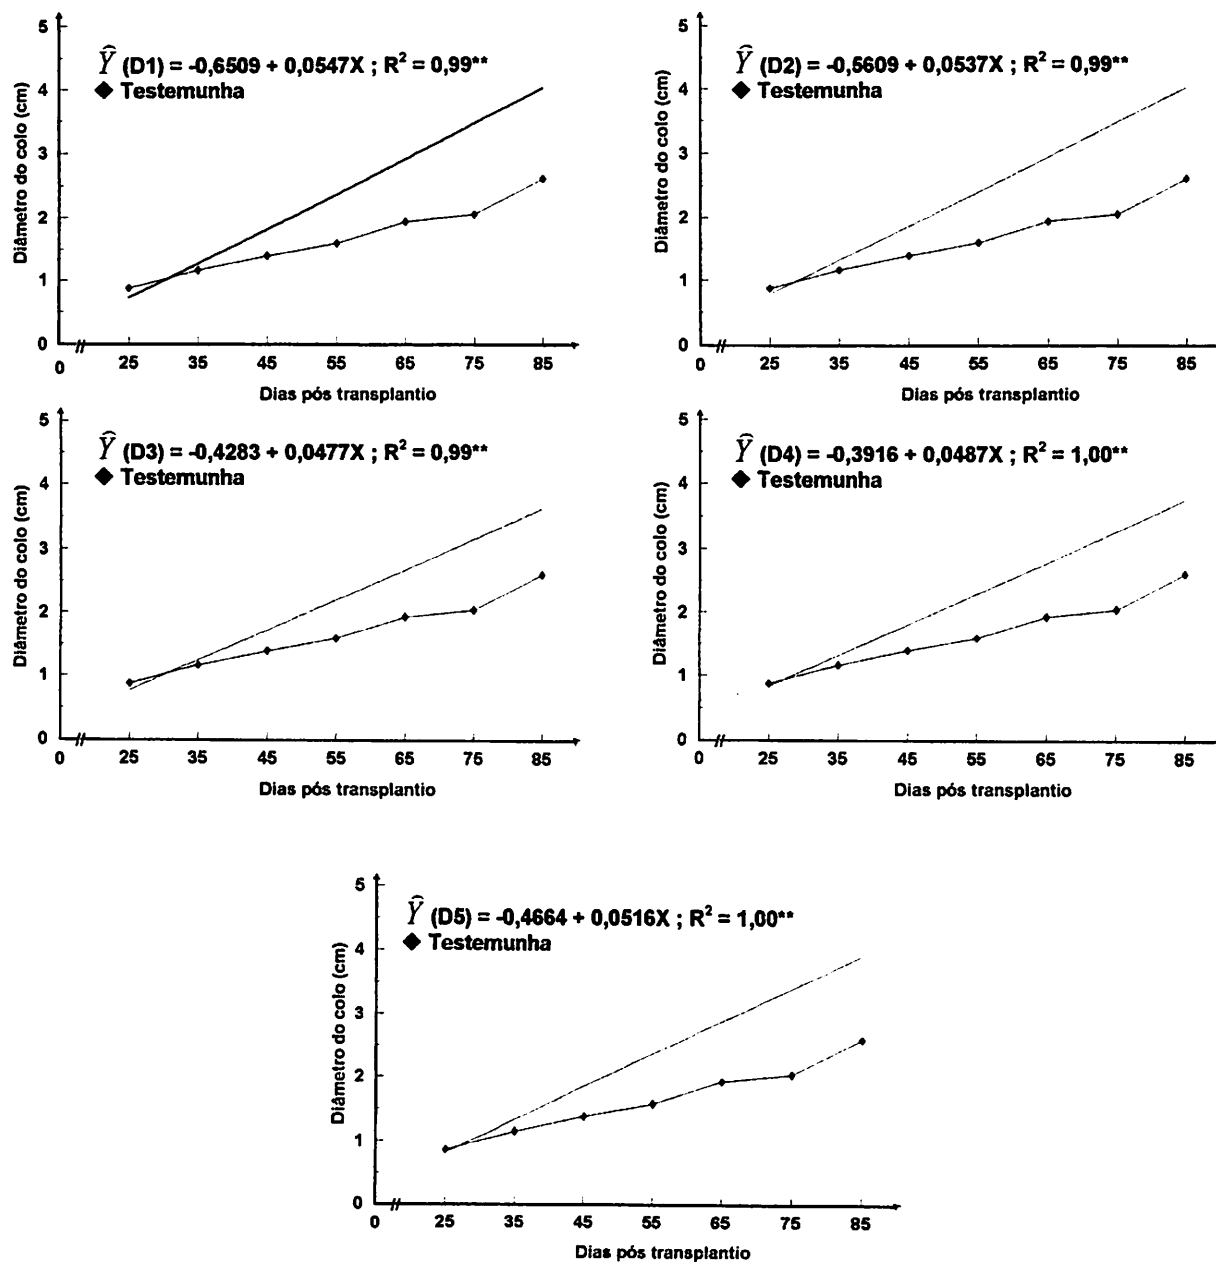 5
Ŷ (D1) = -0,6509 + 0,0547X ; R² = 0,99**
◆ Testemunha
4
3
2
1
0
Diâmetro do colo (cm)
0 25 35 45 55 65 75 85
Dias pós transplantio
5
Ŷ (D2) = -0,5609 + 0,0537X ; R² = 0,99**
◆ Testemunha
4
3
2
1
0
Diâmetro do colo (cm)
0 25 35 45 55 65 75 85
Dias pós transplantio
5
Ŷ (D3) = -0,4283 + 0,0477X ; R² = 0,99**
◆ Testemunha
4
3
2
1
0
Diâmetro do colo (cm)
0 25 35 45 55 65 75 85
Dias pós transplantio
5
Ŷ (D4) = -0,3916 + 0,0487X ; R² = 1,00**
◆ Testemunha
4
3
2
1
0
Diâmetro do colo (cm)
0 25 35 45 55 65 75 85
Dias pós transplantio
5
Ŷ (D5) = -0,4664 + 0,0516X ; R² = 1,00**
◆ Testemunha
4
3
2
1
0
Diâmetro do colo (cm)
0 25 35 45 55 65 75 85
Dias pós transplantio